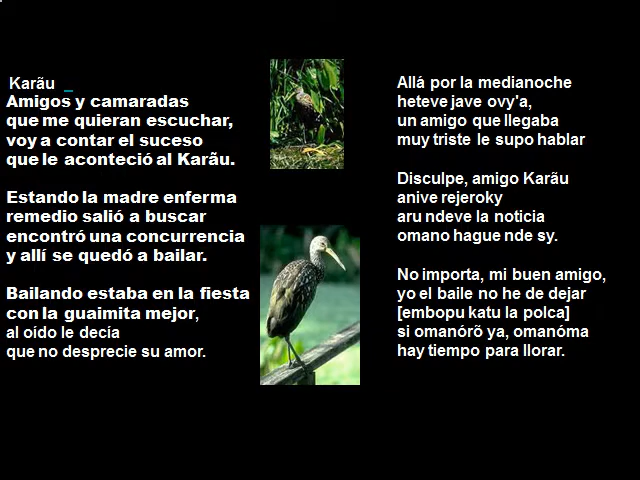 Karãu _
Amigos y camaradas
que me quieran escuchar,
voy a contar el suceso
que le aconteció al Karãu.
Estando la madre enferma
remedio salió a buscar
encontró una concurrencia
y allí se quedó a bailar.
Bailando estaba en la fiesta
con la guaimita mejor,
al oído le decía
que no desprecie su amor.
Allá por la medianoche
heteve jave ovy'a,
un amigo que llegaba
muy triste le supo hablar
Disculpe, amigo Karãu
anive rejeroky
aru ndeve la noticia
omano hague nde sy.
No importa, mi buen amigo,
yo el baile no he de dejar
[embopu katu la polca]
si omanórõ ya, omanóma
hay tiempo para llorar.